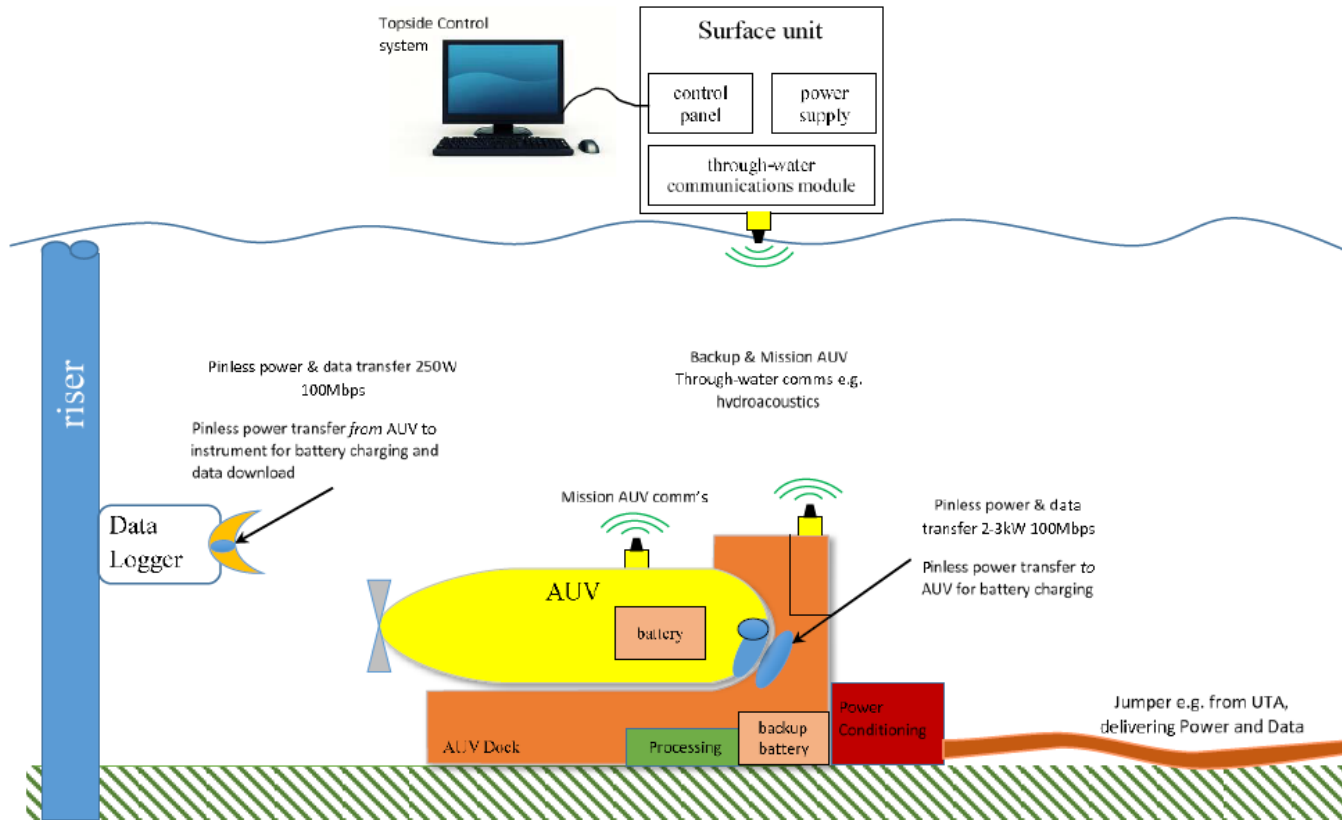 Topside Control
system
Surface unit
control
panel
power
supply
through-water
communications module
riser
Pinless power & data transfer 250W
100Mbps
Pinless power transfer from AUV to
instrument for battery charging and
data download
Backup & Mission AUV
Through-water comms e.g.
hydroacoustics
Data
Logger
Mission AUV comm's
Pinless power & data
transfer 2-3kW 100Mbps
Pinless power transfer to
AUV for battery charging
AUV
battery
AUV Dock
Processing
backup
battery
Power
Conditioning
Jumper e.g. from UTA,
delivering Power and Data